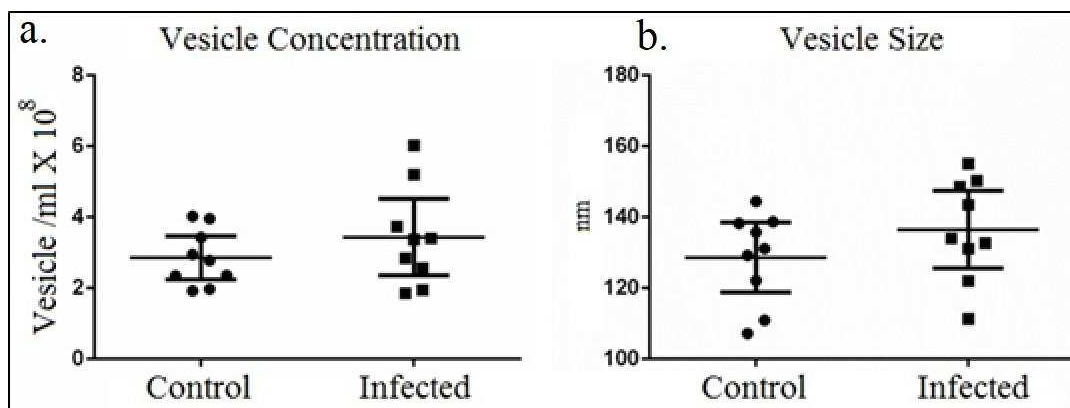 a.
Vesicle Concentration
Vesicle /ml X 10⁸
8
6
4
2
0
Control Infected
b.
Vesicle Size
nm
180
160
140
120
100
Control Infected